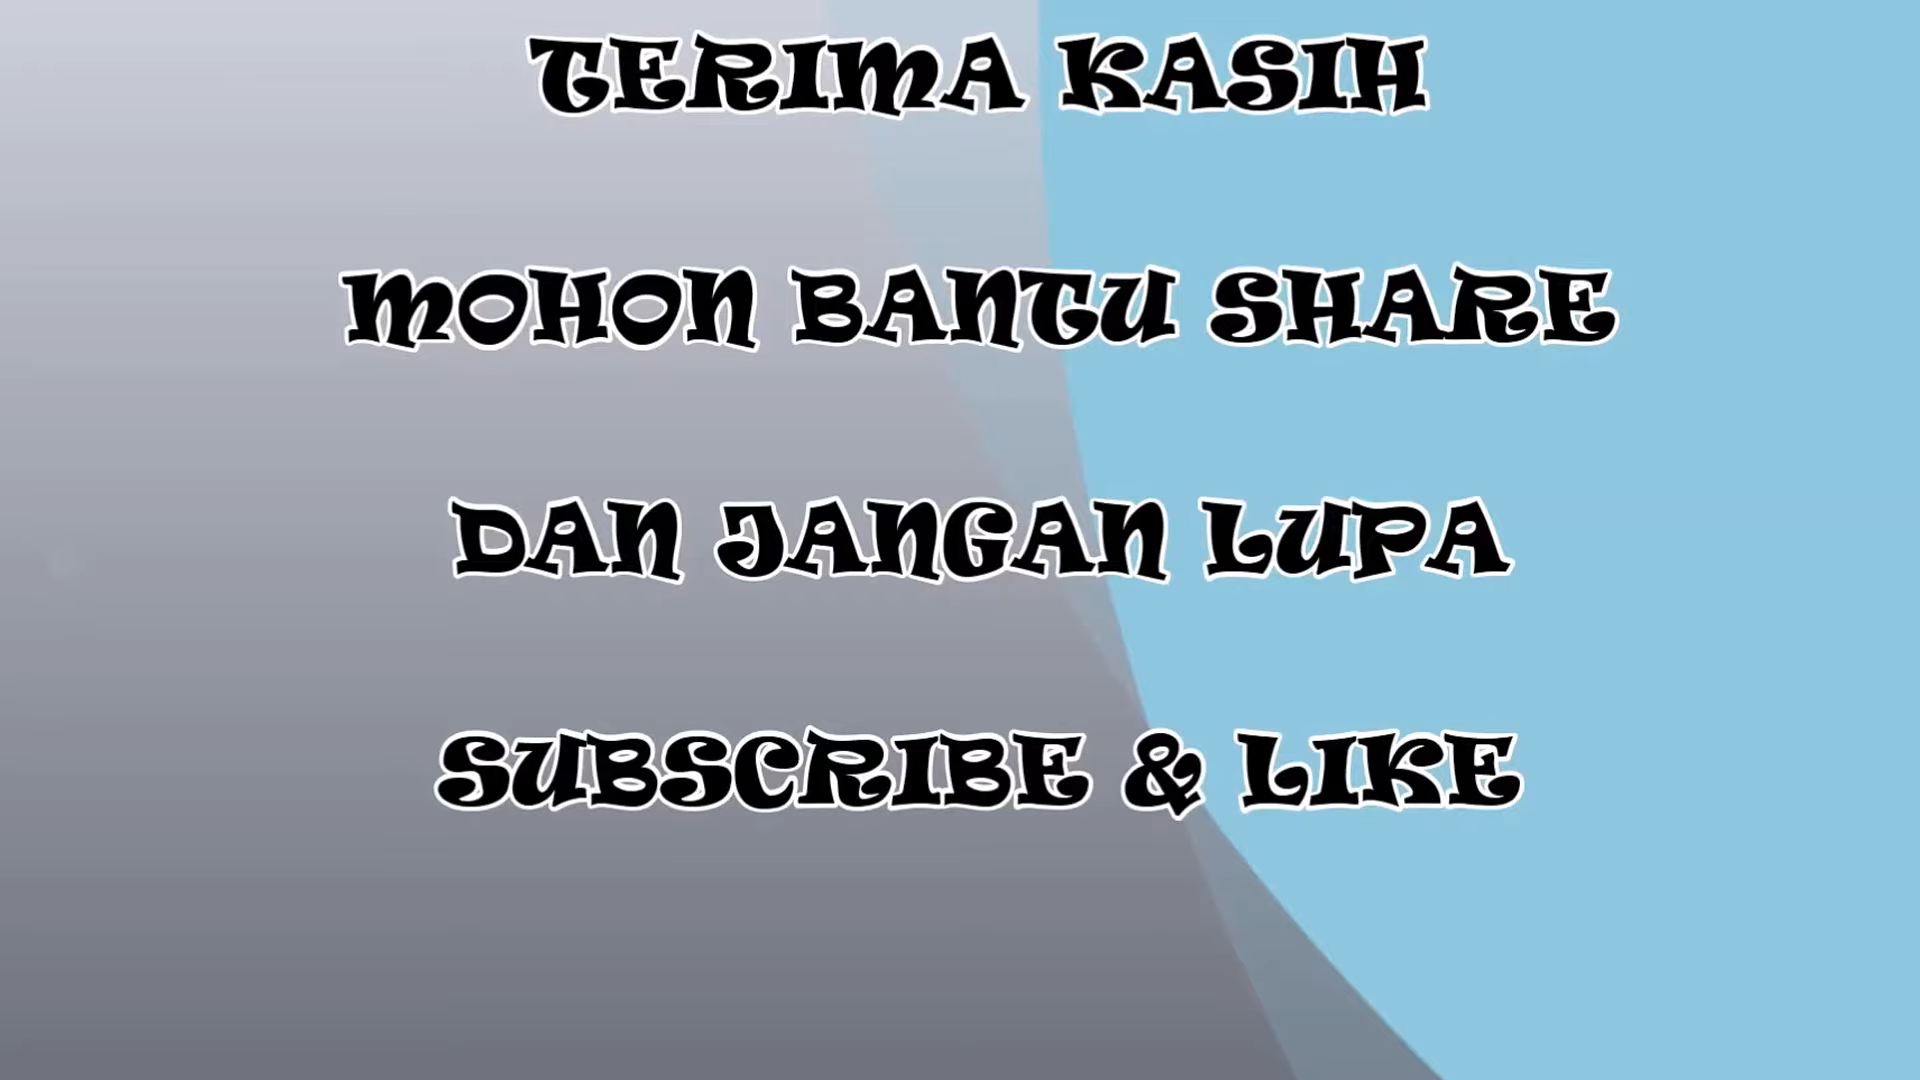 TERIMA KASIH
MOHON BANTU SHARE
DAN JANGAN LUPA
SUBSCRIBE & LIKE